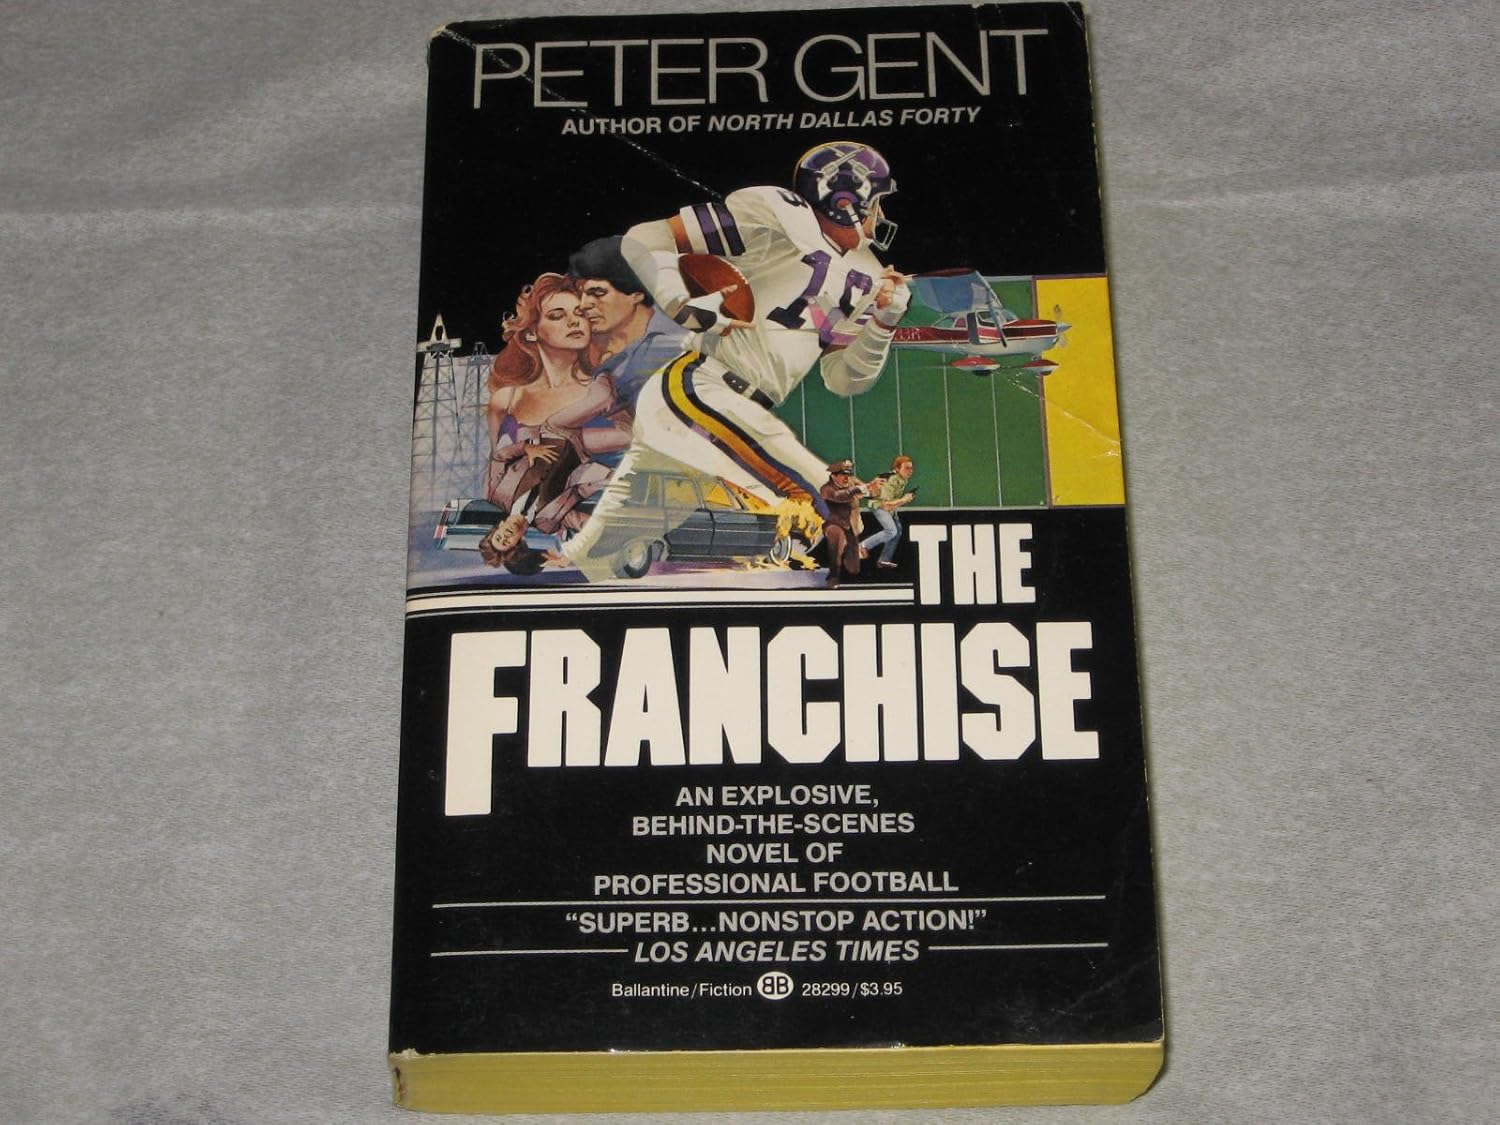 PETER GENT
AUTHOR OF NORTH DALLAS FORTY
18
THE
FRANCHISE
AN EXPLOSIVE,
BEHIND-THE-SCENES
NOVEL OF
PROFESSIONAL FOOTBALL
“SUPERB...NONSTOP ACTION!”
LOS ANGELES TIMES
Ballantine/Fiction BB 28299/$3.95